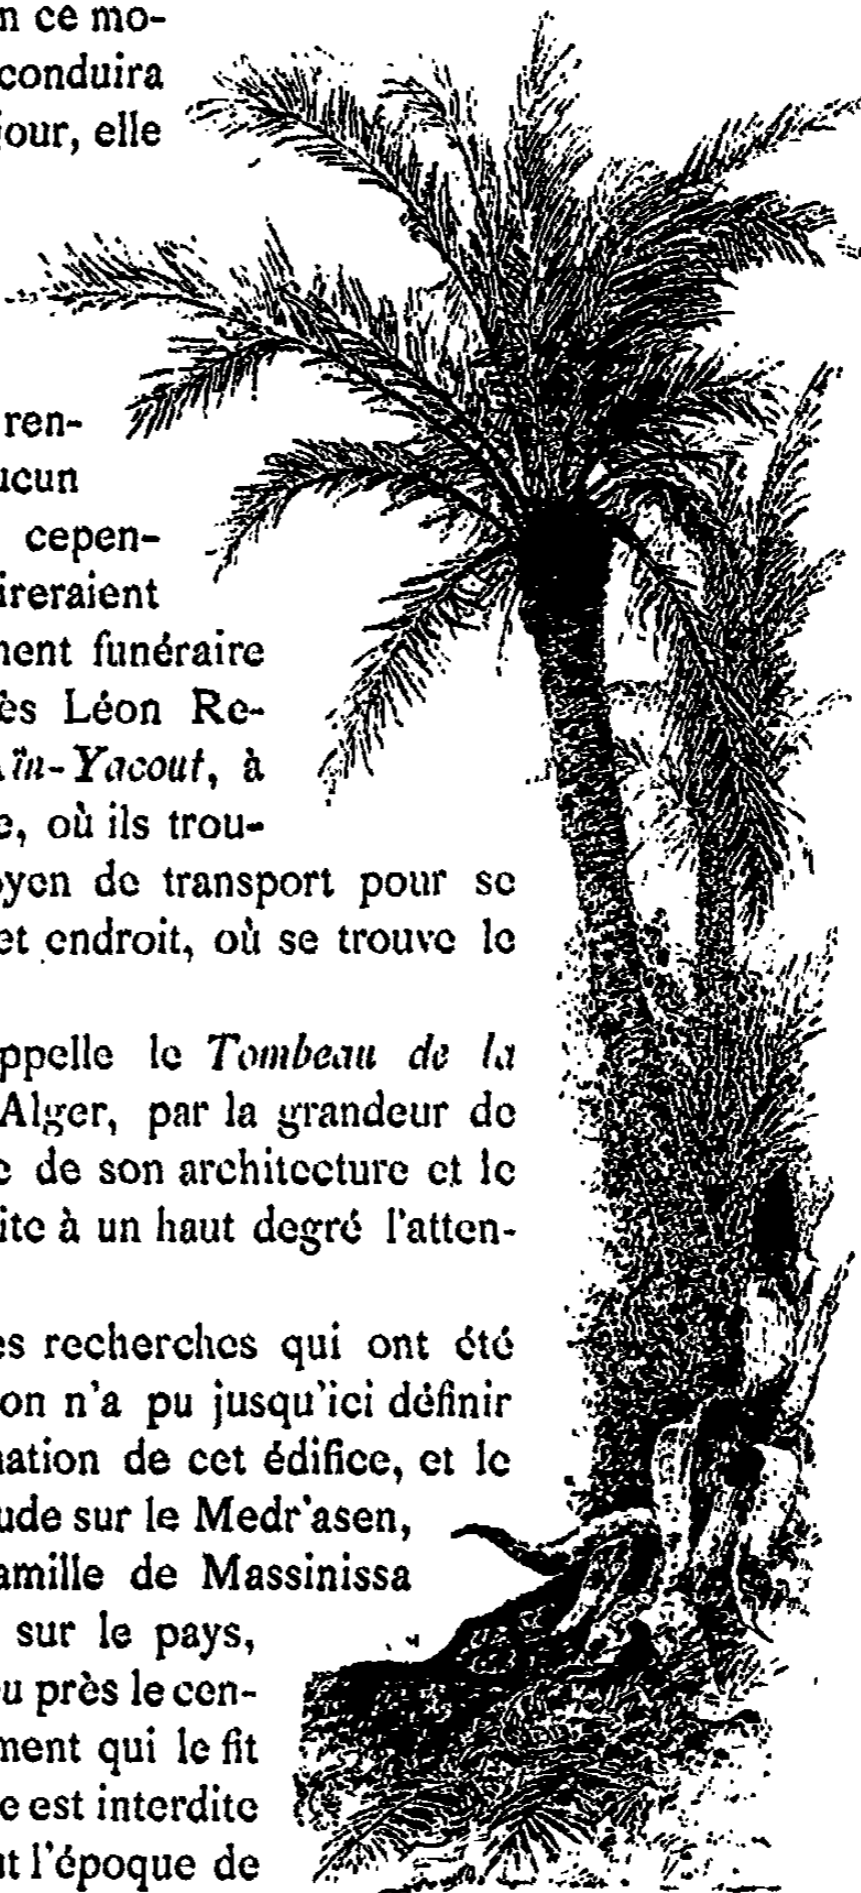 n ce mo-
conduira
jour, elle
ren-
ucun
cepen-
ireraient
nent funéraire
ès Léon Re-
Aïn-Yacout, à
e, où ils trou-
oyen de transport pour se
et endroit, où se trouve le
ppelle le Tombeau de la
Alger, par la grandeur de
e de son architecture et le
ite à un haut degré l'atten-
es recherches qui ont été
on n'a pu jusqu'ici définir
nation de cet édifice, et le
ude sur le Medr'asen,
amille de Massinissa
sur le pays,
u près le cen-
ment qui le fit
e est interdite
nt l'époque de